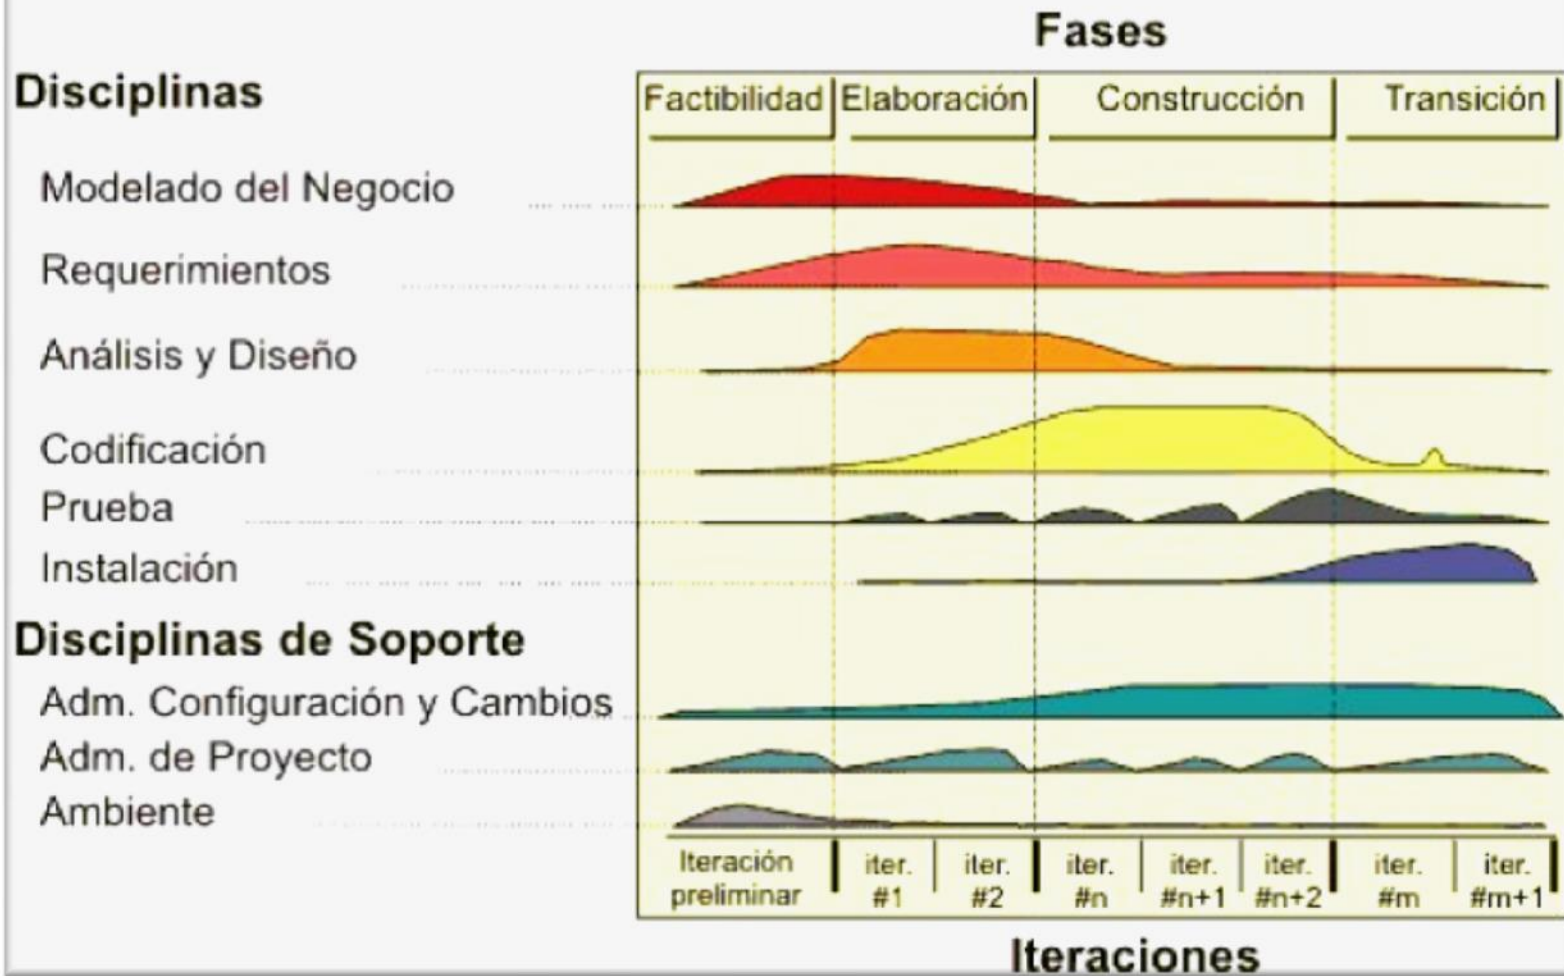 Fases
Disciplinas
Factibilidad Elaboración Construcción Transición
Modelado del Negocio
Requerimientos
Análisis y Diseño
Codificación
Prueba
Instalación
Disciplinas de Soporte
Adm. Configuración y Cambios
Adm. de Proyecto
Ambiente
Iteración preliminar
iter. #1
iter. #2
iter. #n
iter. #n+1
iter. #n+2
iter. #m
iter. #m+1
Iteraciones